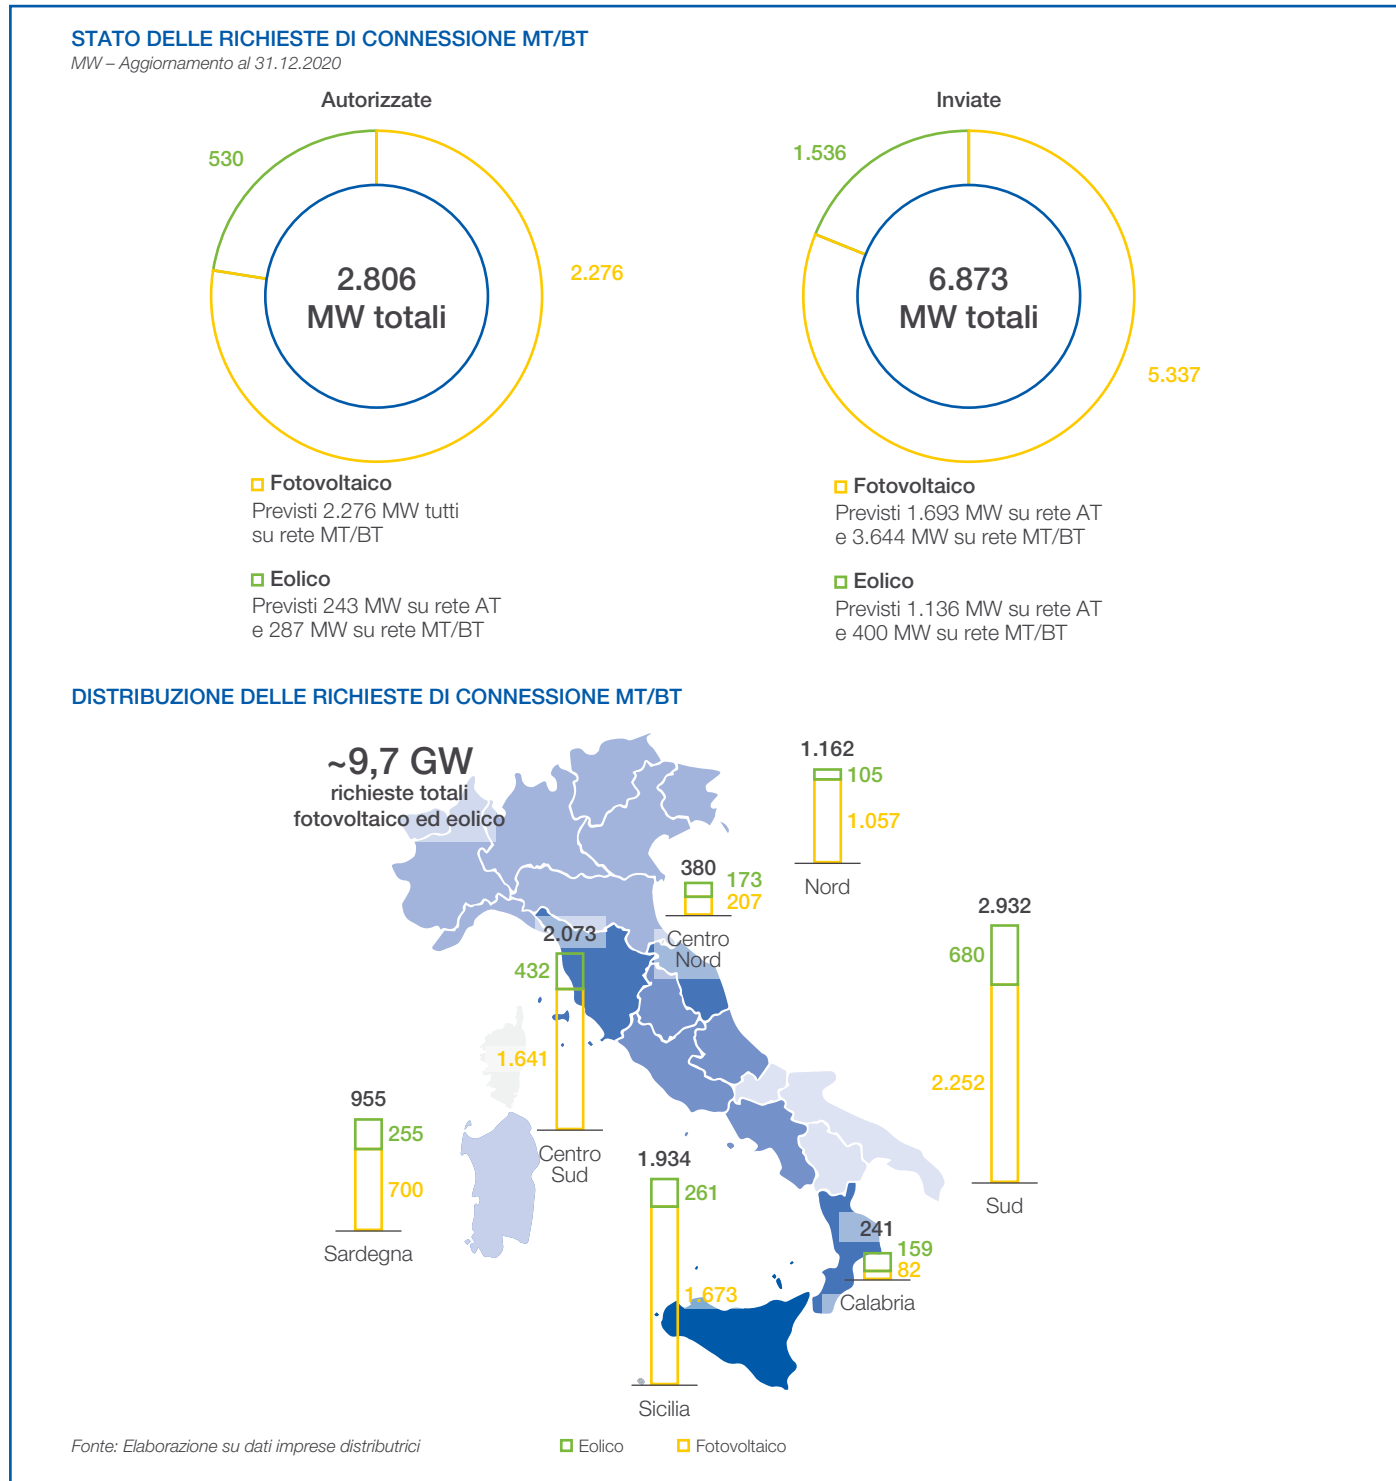 STATO DELLE RICHIESTE DI CONNESSIONE MT/BT
MW – Aggiornamento al 31.12.2020
Autorizzate
530
2.276
2.806
MW totali
Fotovoltaico
Previsti 2.276 MW tutti
su rete MT/BT
Eolico
Previsti 243 MW su rete AT
e 287 MW su rete MT/BT
Inviate
1.536
5.337
6.873
MW totali
Fotovoltaico
Previsti 1.693 MW su rete AT
e 3.644 MW su rete MT/BT
Eolico
Previsti 1.136 MW su rete AT
e 400 MW su rete MT/BT
DISTRIBUZIONE DELLE RICHIESTE DI CONNESSIONE MT/BT
~9,7 GW
richieste totali
fotovoltaico ed eolico
1.162
105
1.057
Nord
380
173
207
Centro
Nord
2.073
432
1.641
Centro
Sud
2.932
680
2.252
Sud
955
255
700
Sardegna
1.934
261
1.673
Sicilia
241
159
82
Calabria
Fonte: Elaborazione su dati imprese distributrici
Eolico
Fotovoltaico